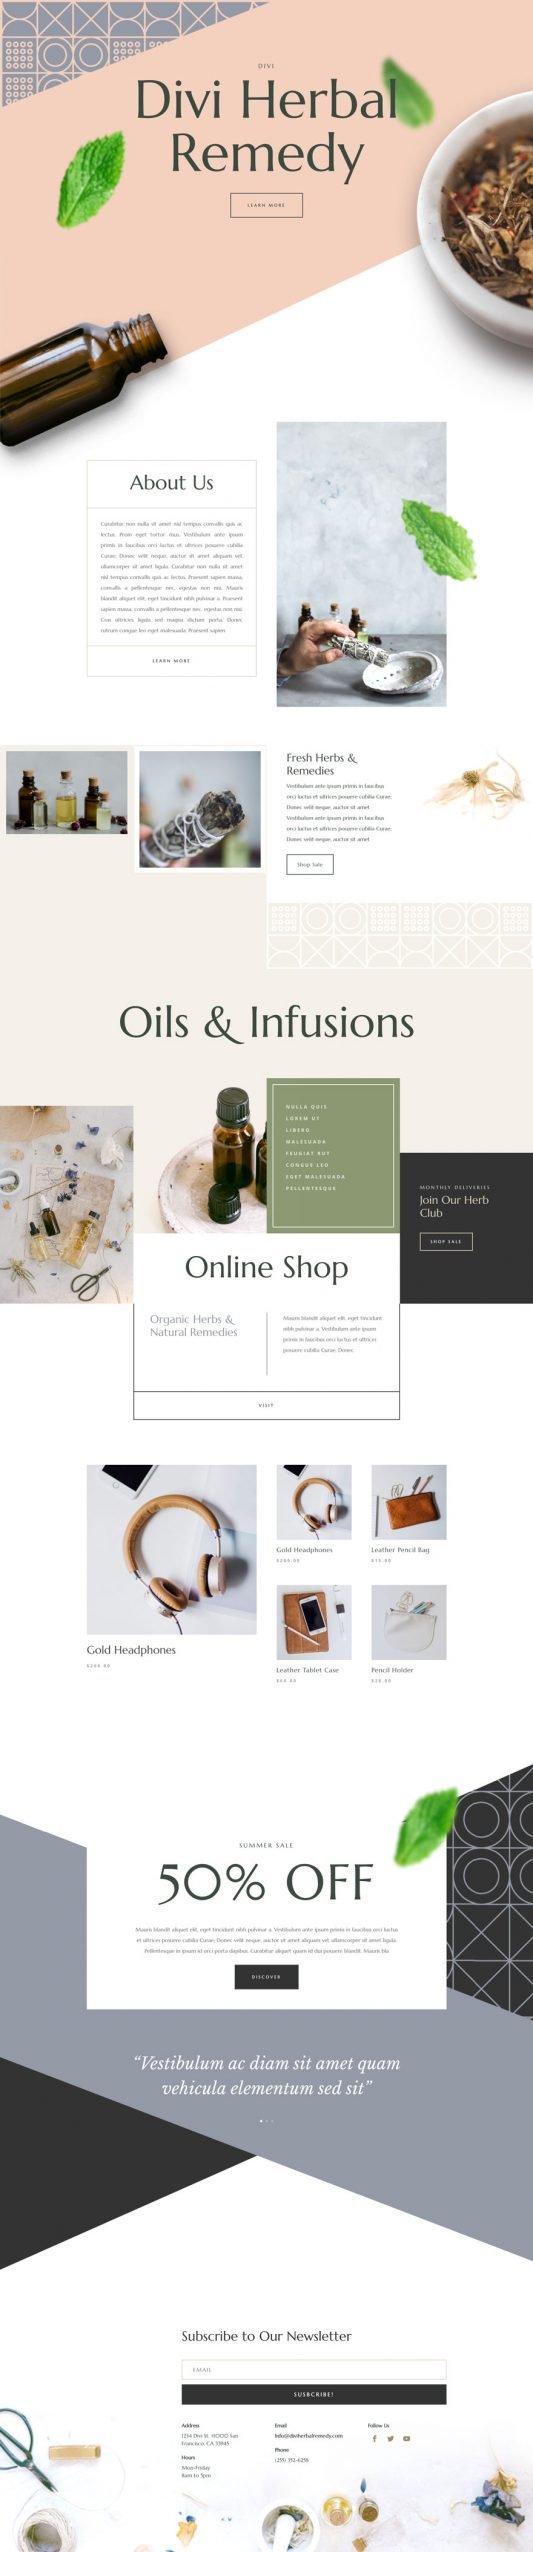 DIVI
Divi Herbal
Remedy
LEARN MORE
About Us
Curabitur non nulla sit amet nisl tempus convallis quis ac
lectus. Proin eget tortor risus. Vestibulum ante ipsum
primis in faucibus orci luctus et ultrices posuere cubilia
Curae; Donec velit neque, auctor sit amet aliquam vel,
ullamcorper sit amet ligula. Curabitur non nulla sit amet
nisl tempus convallis quis ac lectus. Praesent sapien massa,
convallis a pellentesque nec, egestas non nisi. Mauris
blandit aliquet elit, eget tincidunt nibh pulvinar a. Praesent
sapien massa, convallis a pellentesque nec, egestas non nisi.
Cras ultricies ligula sed magna dictum porta. Donec
rutrum congue leo eget malesuada. Praesent sapien
LEARN MORE
Fresh Herbs &
Remedies
Vestibulum ante ipsum primis in faucibus
orci luctus et ultrices posuere cubilia Curae;
Donec velit neque, auctor sit amet
Vestibulum ante ipsum primis in faucibus
orci luctus et ultrices posuere cubilia Curae;
Donec velit neque, auctor sit amet
Shop Sale
Oils & Infusions
NULLA QUIS
LOREM UT
LIBERO
MALESUADA
FEUGIAT RUT
CONGUE LEO
EGET MALESUADA
PELLENTESQUE
MONTHLY DELIVERIES
Join Our Herb
Club
SHOP SALE
Online Shop
Organic Herbs &
Natural Remedies
Mauris blandit aliquet elit, eget tincidunt
nibh pulvinar a. Vestibulum ante ipsum
primis in faucibus orci luctus et ultrices
posuere cubilia Curae; Donec
VISIT
Gold Headphones
Gold Headphones
Leather Pencil Bag
Leather Tablet Case
Pencil Holder
SUMMER SALE
50% OFF
Mauris blandit aliquet elit, eget tincidunt nibh pulvinar a. Vestibulum ante ipsum primis in faucibus orci luctus
et ultrices posuere cubilia Curae; Donec velit neque, auctor sit amet aliquam vel, ullamcorper sit amet ligula.
Pellentesque in ipsum id orci porta dapibus. Curabitur aliquet quam id dui posuere blandit. Mauris bla
DISCOVER
“Vestibulum ac diam sit amet quam
vehicula elementum sed sit”
Subscribe to Our Newsletter
EMAIL
SUSBCRIBE!
Address
1234 Divi St. #1000 San
Francisco, CA 33945
Hours
Mon-Friday
8am to 5pm
Email
Info@diviherbalremedy.com
Phone
(255) 352-6258
Follow Us